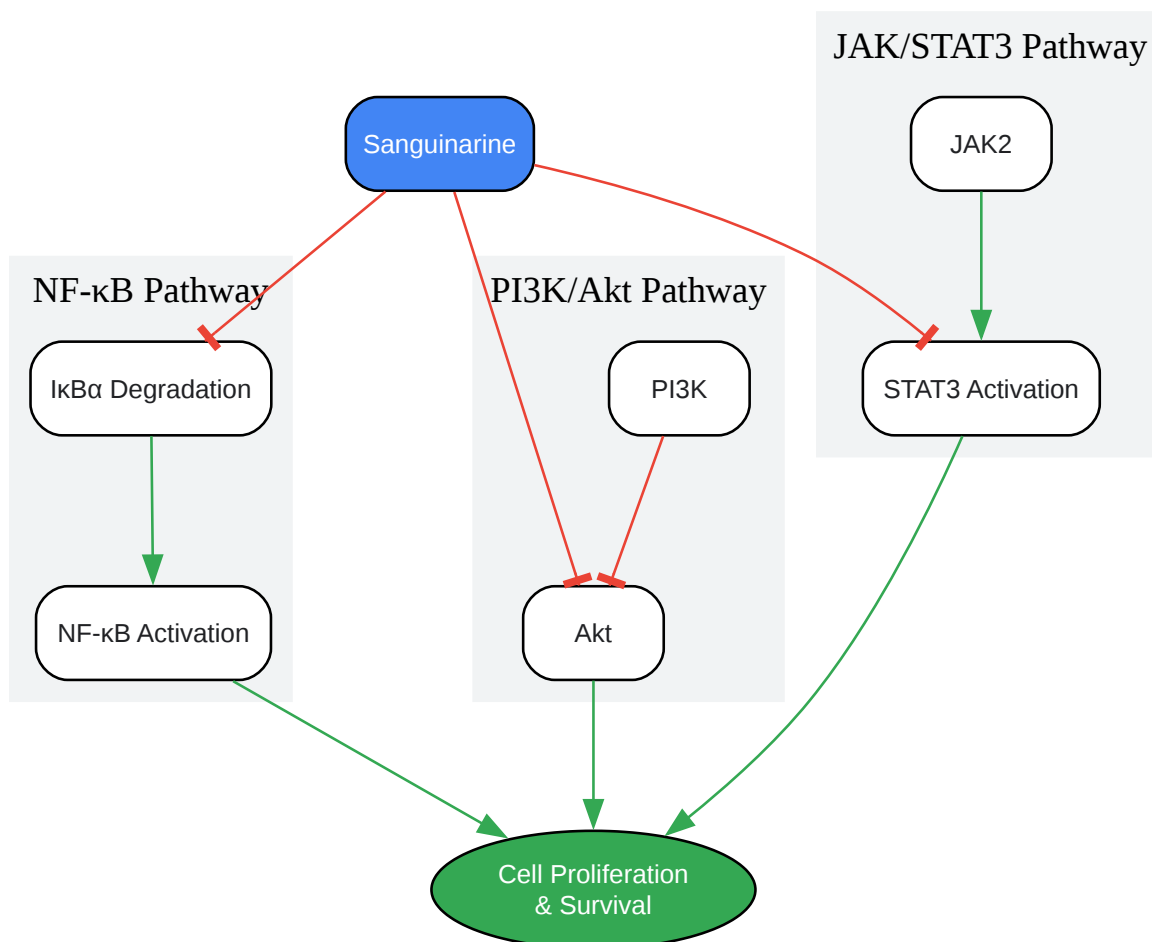 JAK/STAT3 Pathway
Sanguinarine
JAK2
NF-κB Pathway
PI3K/Akt Pathway
IκBα Degradation
PI3K
STAT3 Activation
NF-κB Activation
Akt
Cell Proliferation
& Survival